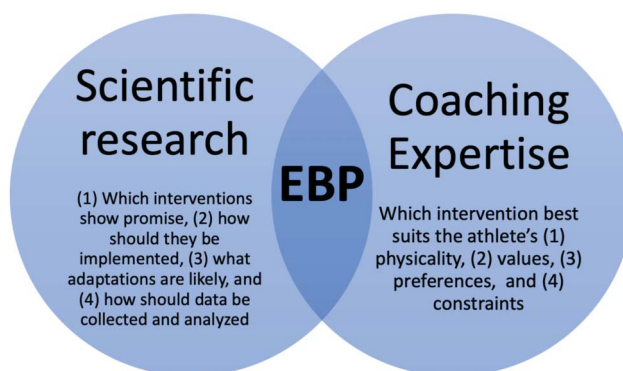 Scientific
research
(1) Which interventions
show promise, (2) how
should they be
implemented, (3) what
adaptations are likely, and
(4) how should data be
collected and analyzed
EBP
Coaching
Expertise
Which intervention best
suits the athlete's (1)
physicality, (2) values, (3)
preferences, and (4)
constraints